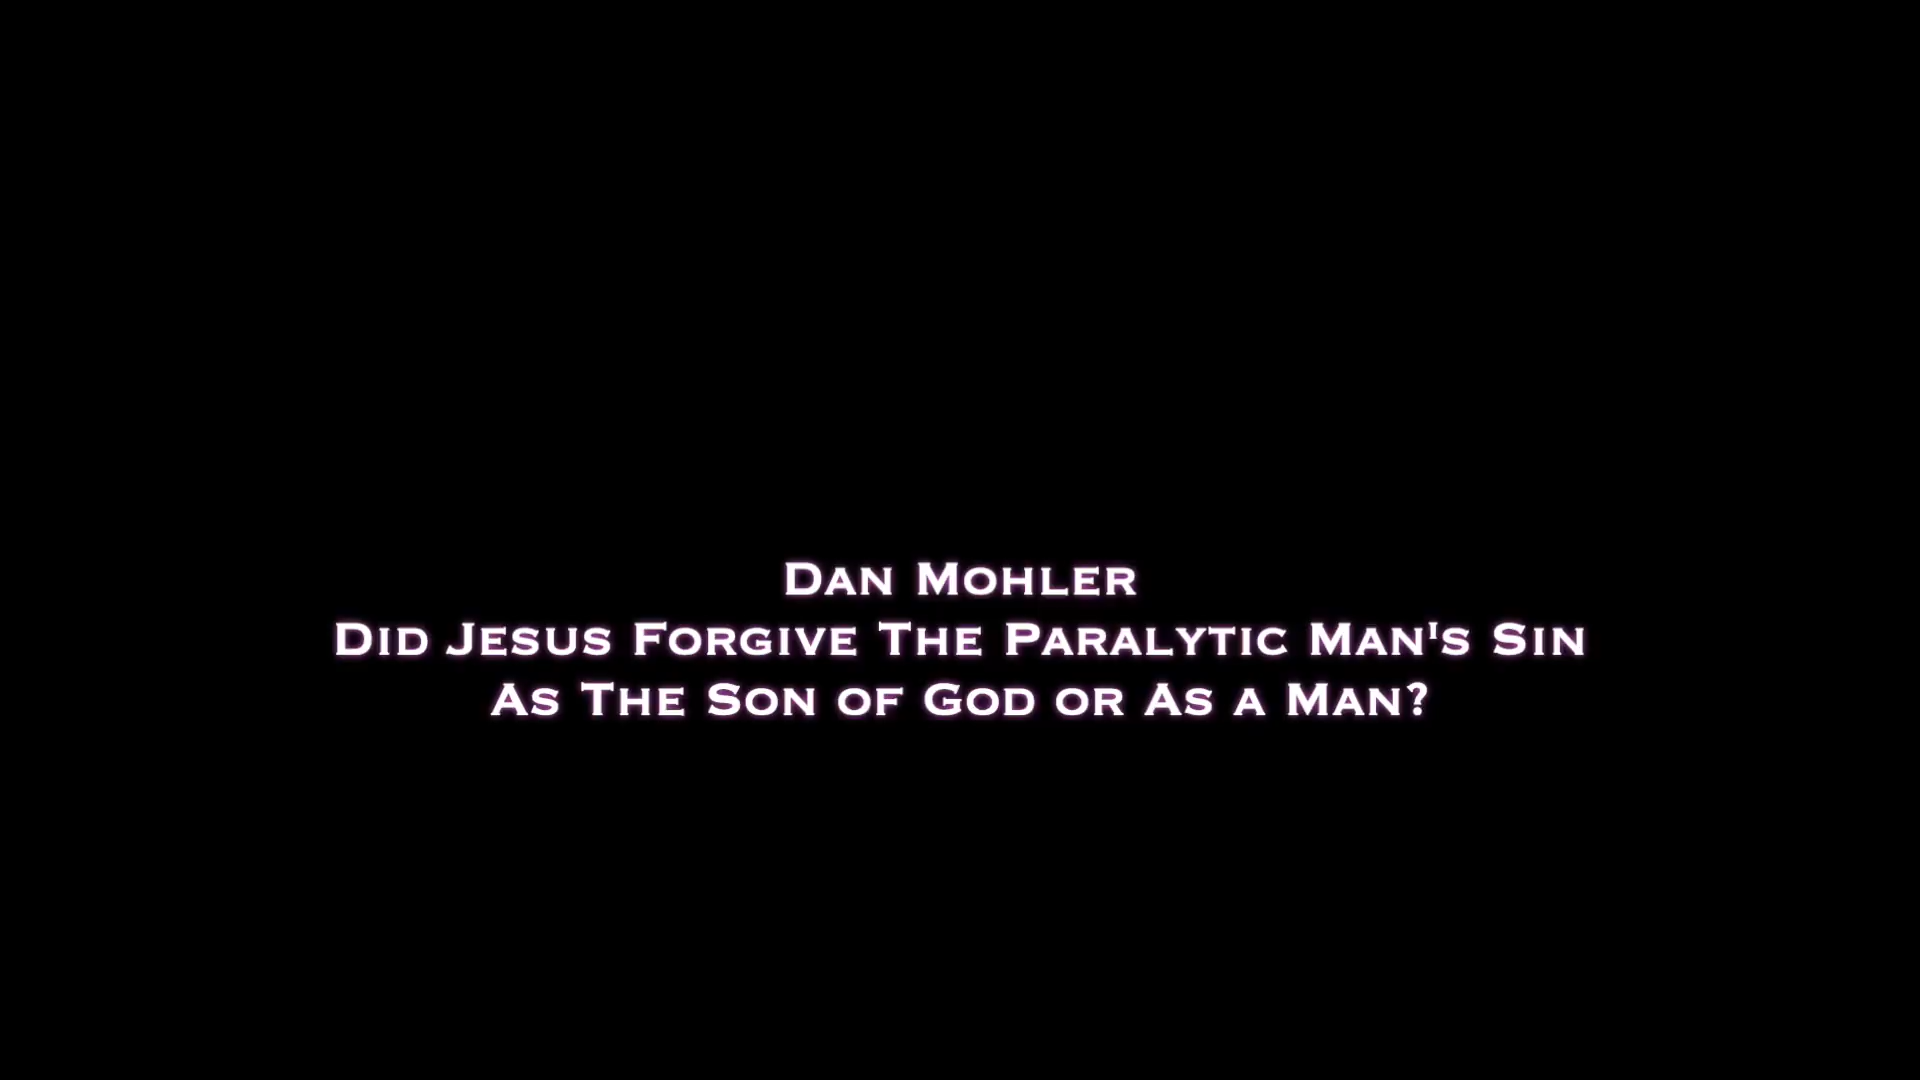 Dan Mohler
Did Jesus Forgive The Paralytic Man's Sin
As The Son of God or As a Man?